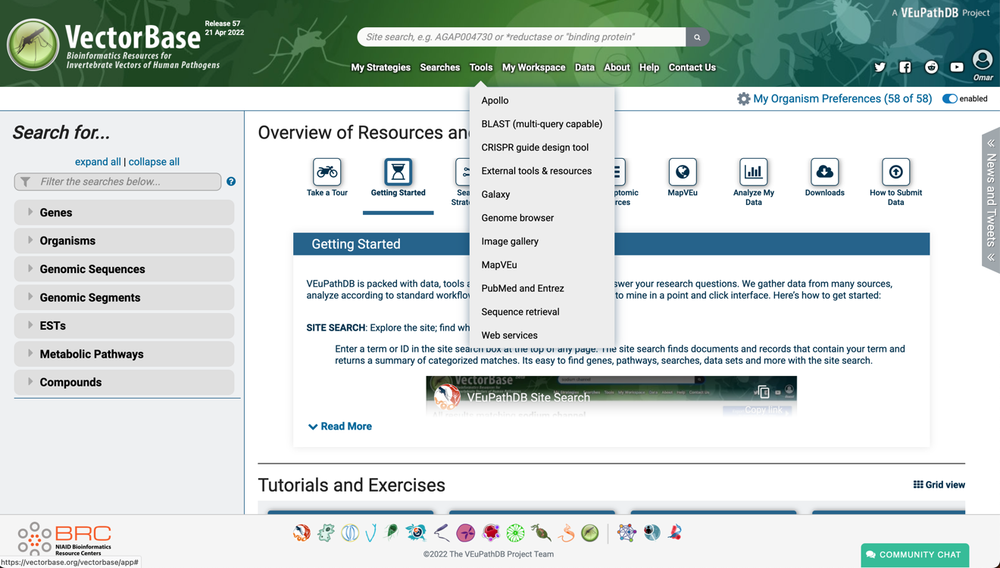 A VEuPathDB Project
Release 57
21 Apr 2022
VectorBase
Bioinformatics Resources for
Invertebrate Vectors of Human Pathogens
Site search, e.g. AGAP004730 or *reductase or "binding protein"
My Strategies Searches Tools My Workspace Data About Help Contact Us
Omar
My Organism Preferences (58 of 58) enabled
Search for...
expand all | collapse all
Filter the searches below...
Genes
Organisms
Genomic Sequences
Genomic Segments
ESTs
Metabolic Pathways
Compounds
Apollo
BLAST (multi-query capable)
CRISPR guide design tool
External tools & resources
Galaxy
Genome browser
Image gallery
MapVEu
PubMed and Entrez
Sequence retrieval
Web services
Overview of Resources an
Take a Tour
Getting Started
Sea
Strat
ptomic
rces
MapVEu
Analyze My
Data
Downloads
How to Submit
Data
News and Tweets
Getting Started
VEuPathDB is packed with data, tools a swer your research questions. We gather data from many sources,
analyze according to standard workflo to mine in a point and click interface. Here's how to get started:
SITE SEARCH: Explore the site; find wh
Enter a term or ID in the site search box at the top of any page. The site search finds documents and records that contain your term and
returns a summary of categorized matches. Its easy to find genes, pathways, searches, data sets and more with the site search.
VectorBase
VEuPathDB Site Search
All results matching sodium channel
Copy link
Read More
Tutorials and Exercises
Grid view
BRC
NIAID Bioinformatics
Resource Centers
©2022 The VEuPathDB Project Team
COMMUNITY CHAT
https://vectorbase.org/vectorbase/app#